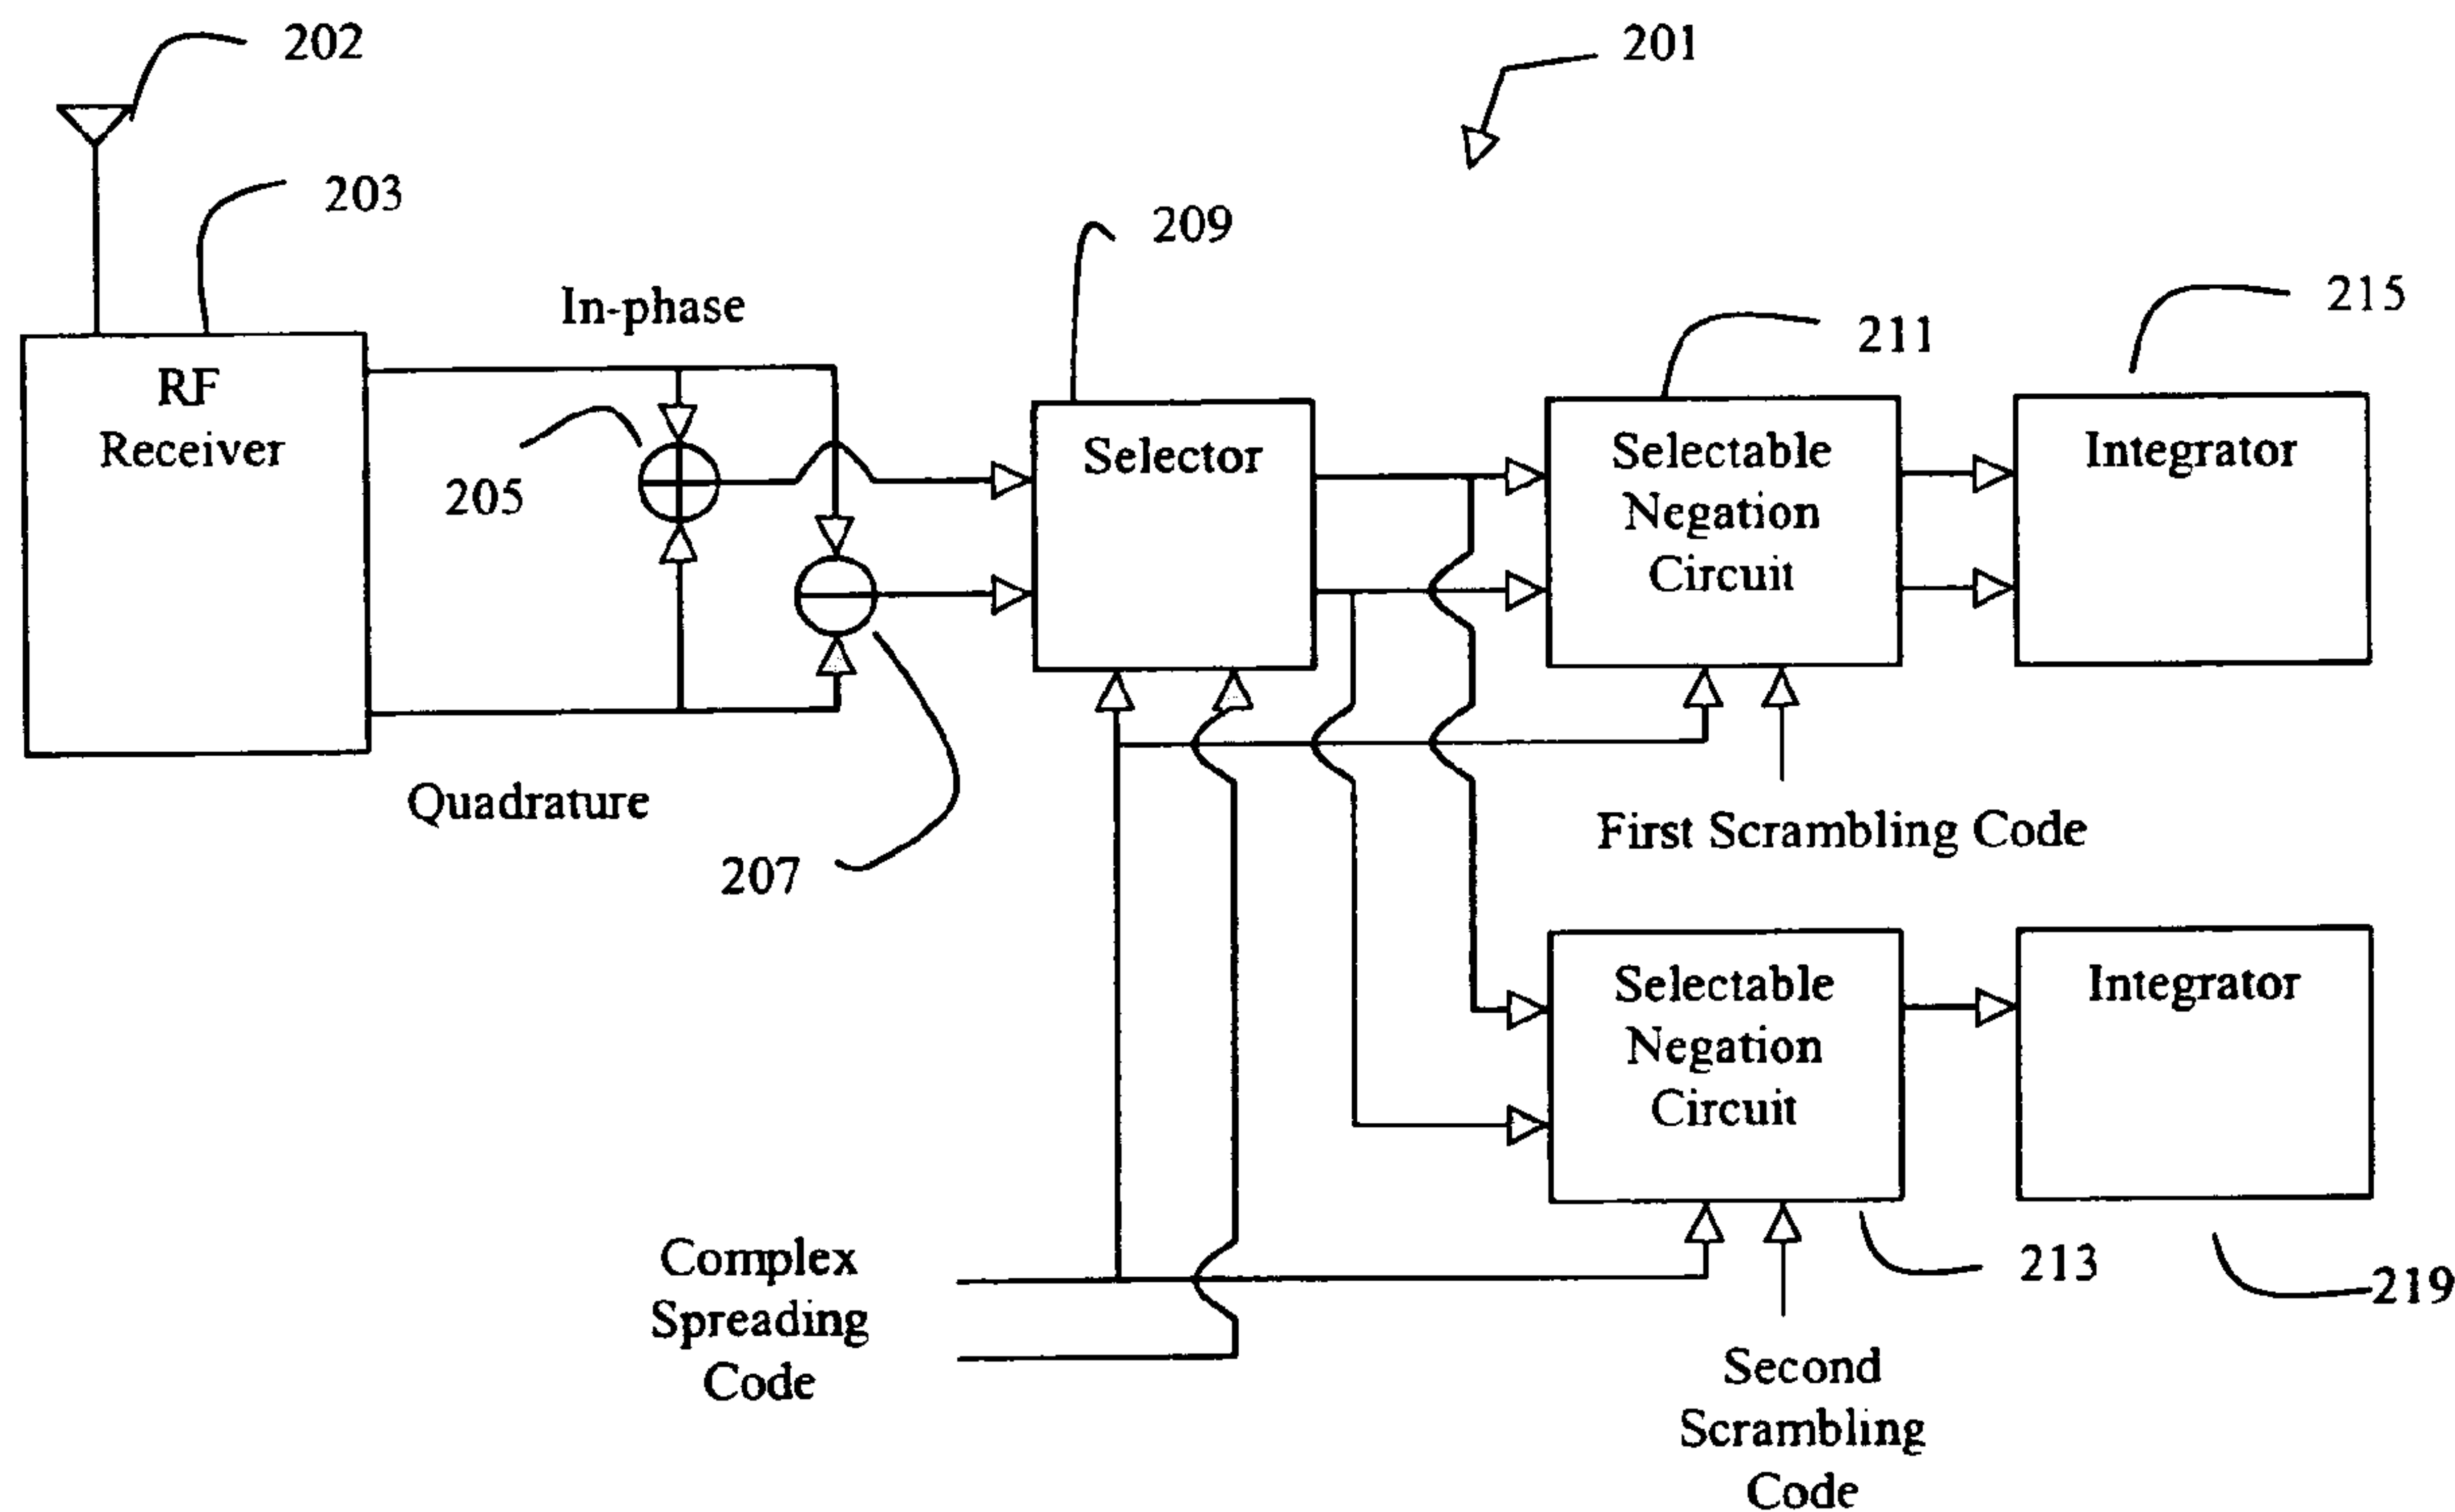 202
201
203
209
In-phase
215
211
RF
Receiver
205
Selector
Selectable
Negation
Circuit
Integrator
Quadrature
207
First Scrambling Code
Selectable
Negation
Circuit
Integrator
Complex
Spreading
Code
213
219
Second
Scrambling
Code